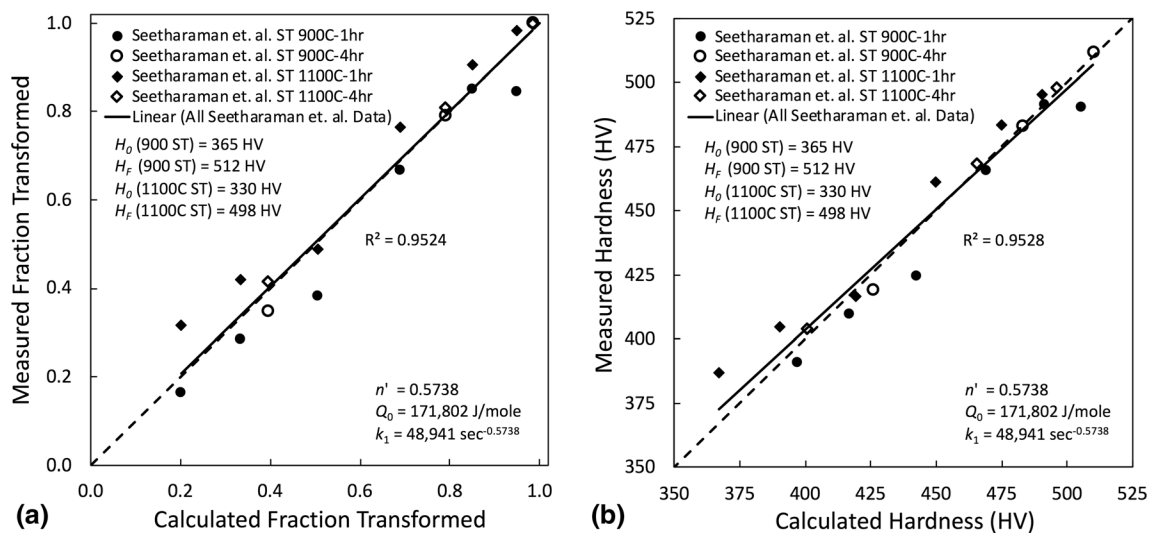 Measured Fraction Transformed
1.0
0.8
0.6
0.4
0.2
0.0
Seetharaman et. al. ST 900C-1hr
Seetharaman et. al. ST 900C-4hr
Seetharaman et. al. ST 1100C-1hr
Seetharaman et. al. ST 1100C-4hr
Linear (All Seetharaman et. al. Data)
H0 (900 ST) = 365 HV
HF (900 ST) = 512 HV
H0 (1100C ST) = 330 HV
HF (1100C ST) = 498 HV
R² = 0.9524
n' = 0.5738
Q0 = 171,802 J/mole
k1 = 48,941 sec-0.5738
0.0 0.2 0.4 0.6 0.8 1.0
(a) Calculated Fraction Transformed
Measured Hardness (HV)
525
500
475
450
425
400
375
350
Seetharaman et. al. ST 900C-1hr
Seetharaman et. al. ST 900C-4hr
Seetharaman et. al. ST 1100C-1hr
Seetharaman et. al. ST 1100C-4hr
Linear (All Seetharaman et. al. Data)
H0 (900 ST) = 365 HV
HF (900 ST) = 512 HV
H0 (1100C ST) = 330 HV
HF (1100C ST) = 498 HV
R² = 0.9528
n' = 0.5738
Q0 = 171,802 J/mole
k1 = 48,941 sec-0.5738
350 375 400 425 450 475 500 525
(b) Calculated Hardness (HV)